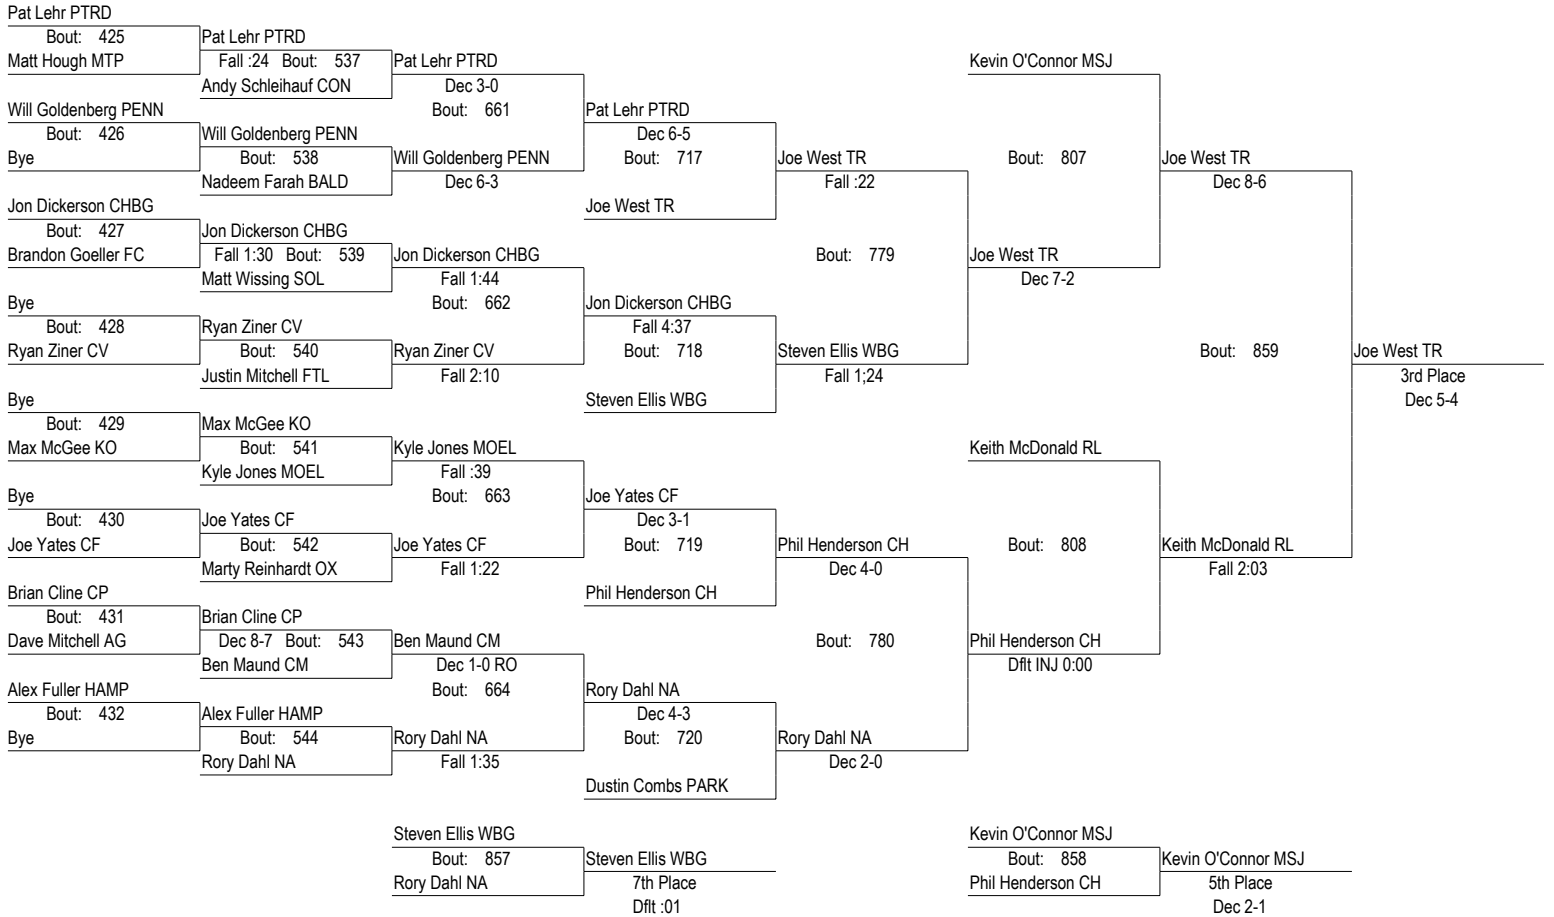 Pat Lehr PTRD
Bout: 425
Matt Hough MTP
Will Goldenberg PENN
Bout: 426
Bye
Jon Dickerson CHBG
Bout: 427
Brandon Goeller FC
Bye
Bout: 428
Ryan Ziner CV
Bye
Bout: 429
Max McGee KO
Bye
Bout: 430
Joe Yates CF
Brian Cline CP
Bout: 431
Dave Mitchell AG
Alex Fuller HAMP
Bout: 432
Bye
Pat Lehr PTRD
Fall :24 Bout: 537
Andy Schleihauf CON
Will Goldenberg PENN
Bout: 538
Nadeem Farah BALD
Jon Dickerson CHBG
Fall 1:30 Bout: 539
Matt Wissing SOL
Ryan Ziner CV
Bout: 540
Justin Mitchell FTL
Max McGee KO
Bout: 541
Kyle Jones MOEL
Joe Yates CF
Bout: 542
Marty Reinhardt OX
Brian Cline CP
Dec 8-7 Bout: 543
Ben Maund CM
Alex Fuller HAMP
Bout: 544
Rory Dahl NA
Pat Lehr PTRD
Dec 3-0
Bout: 661
Will Goldenberg PENN
Dec 6-3
Jon Dickerson CHBG
Fall 1:44
Bout: 662
Ryan Ziner CV
Fall 2:10
Kyle Jones MOEL
Fall :39
Bout: 663
Joe Yates CF
Fall 1:22
Ben Maund CM
Dec 1-0 RO
Bout: 664
Rory Dahl NA
Fall 1:35
Pat Lehr PTRD
Dec 6-5
Bout: 717
Joe West TR
Jon Dickerson CHBG
Fall 4:37
Bout: 718
Steven Ellis WBG
Joe Yates CF
Dec 3-1
Bout: 719
Phil Henderson CH
Rory Dahl NA
Dec 4-3
Bout: 720
Dustin Combs PARK
Joe West TR
Fall :22
Bout: 779
Steven Ellis WBG
Fall 1;24
Phil Henderson CH
Dec 4-0
Bout: 780
Rory Dahl NA
Dec 2-0
Kevin O'Connor MSJ
Bout: 807
Joe West TR
Dec 7-2
Keith McDonald RL
Bout: 808
Phil Henderson CH
Dflt INJ 0:00
Joe West TR
Dec 8-6
Bout: 859
Keith McDonald RL
Fall 2:03
Joe West TR
3rd Place
Dec 5-4
Steven Ellis WBG
Bout: 857
Rory Dahl NA
Steven Ellis WBG
7th Place
Dflt :01
Kevin O'Connor MSJ
Bout: 858
Phil Henderson CH
Kevin O'Connor MSJ
5th Place
Dec 2-1